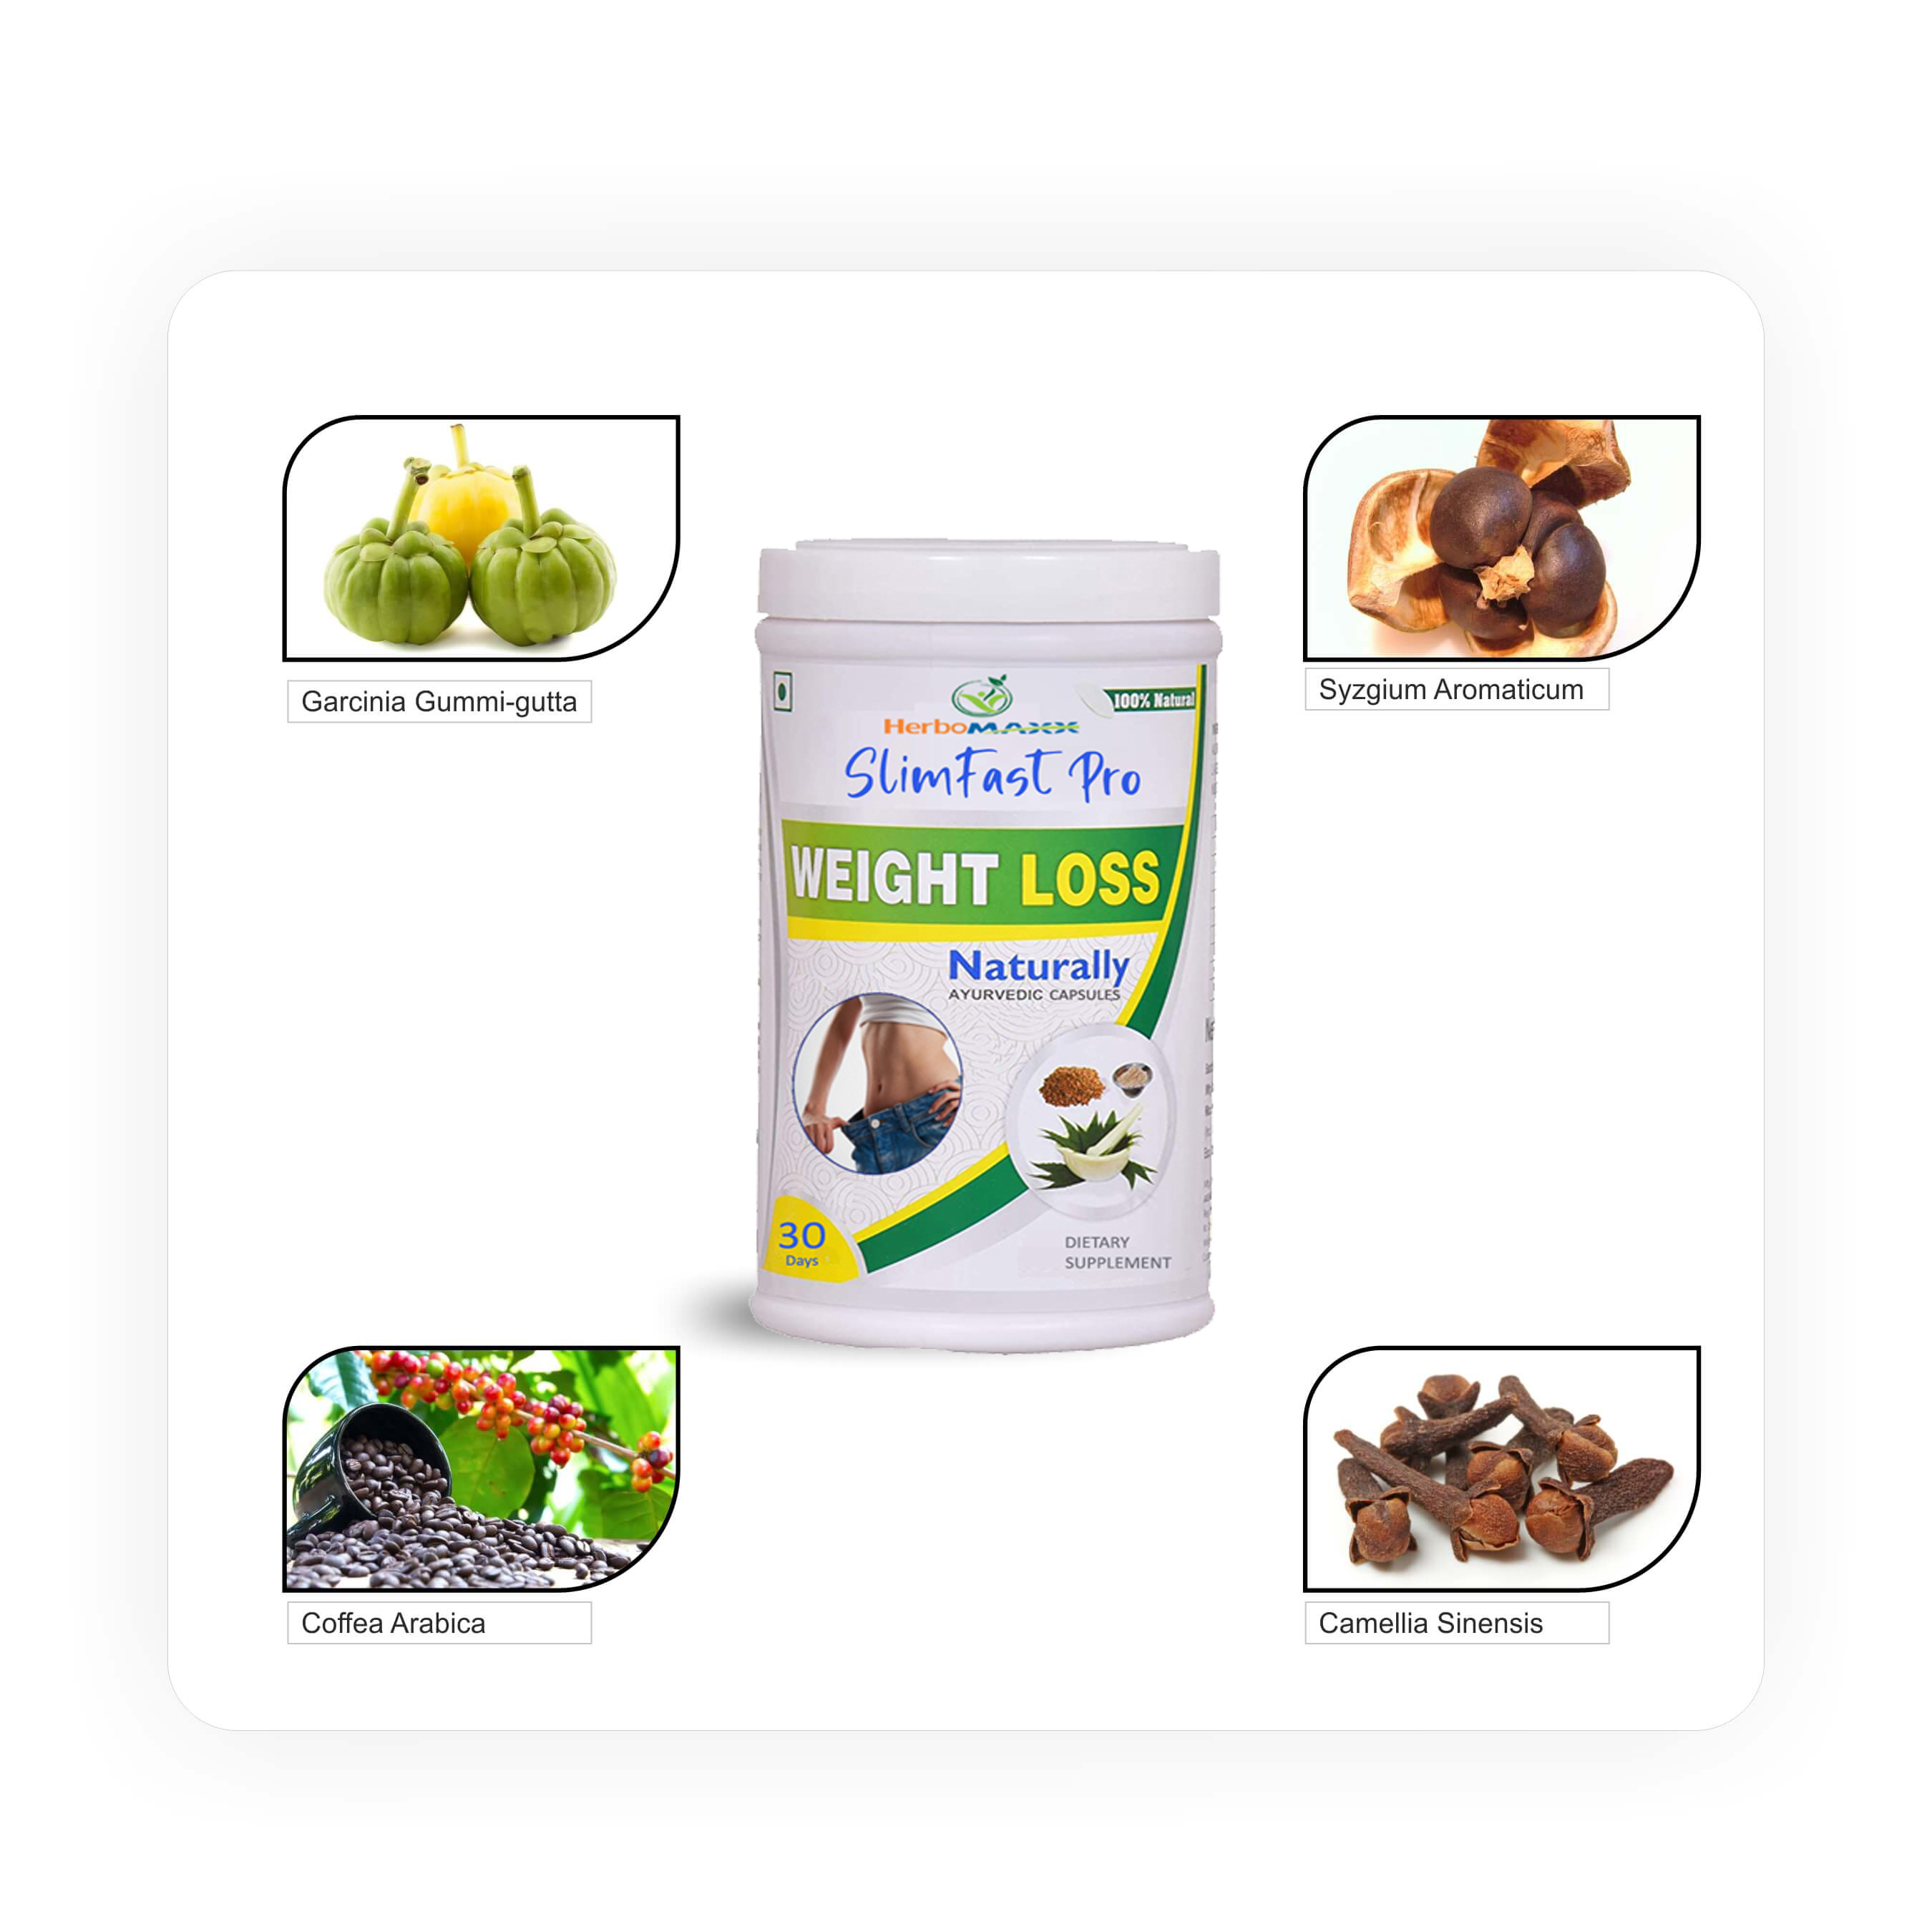 Garcinia Gummi-gutta
Syzgium Aromaticum
100% Natural
HerboMAXX
SlimFast Pro
WEIGHT LOSS
Naturally
AYURVEDIC CAPSULES
30
Days
DIETARY
SUPPLEMENT
Coffea Arabica
Camellia Sinensis